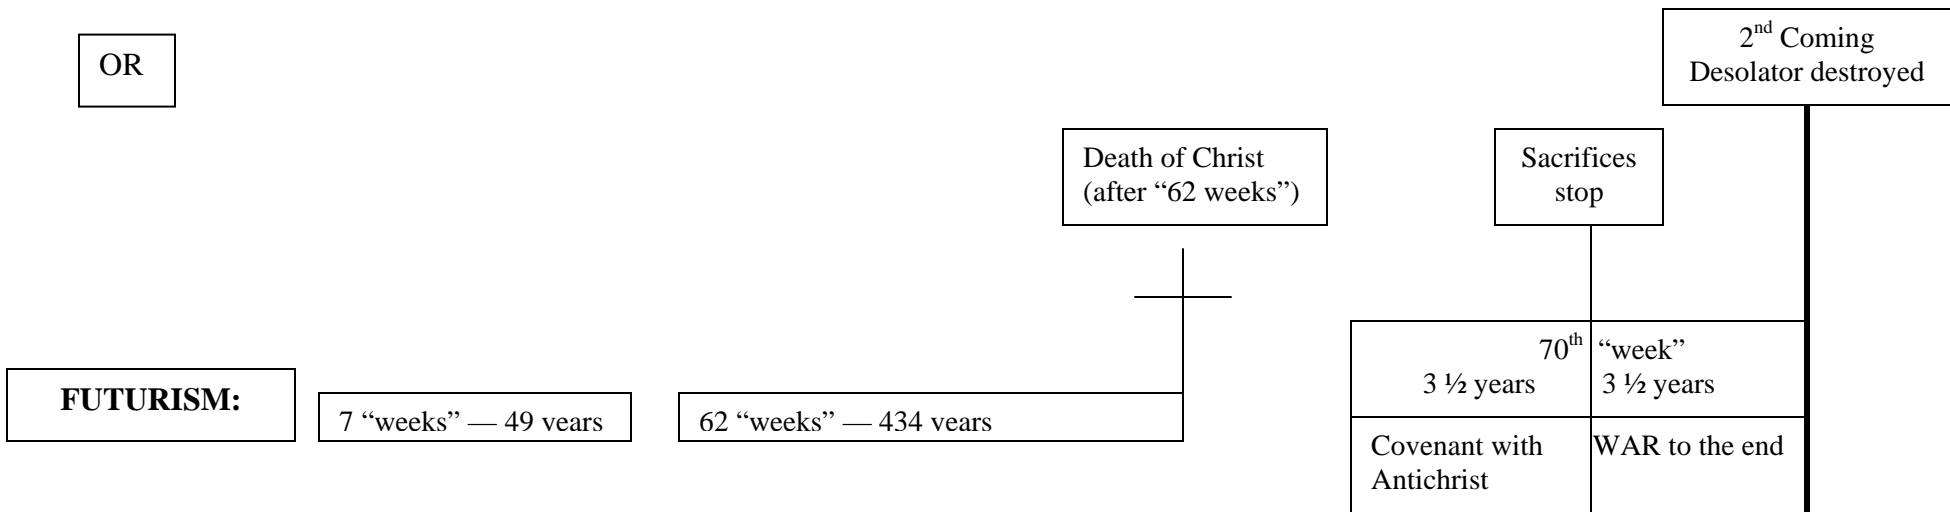 OR
2nd Coming
Desolator destroyed
Death of Christ
(after “62 weeks”)
Sacrifices
stop
70th “week”
3 ½ years 3 ½ years
FUTURISM:
7 “weeks” — 49 years
62 “weeks” — 434 years
Covenant with
Antichrist
WAR to the end